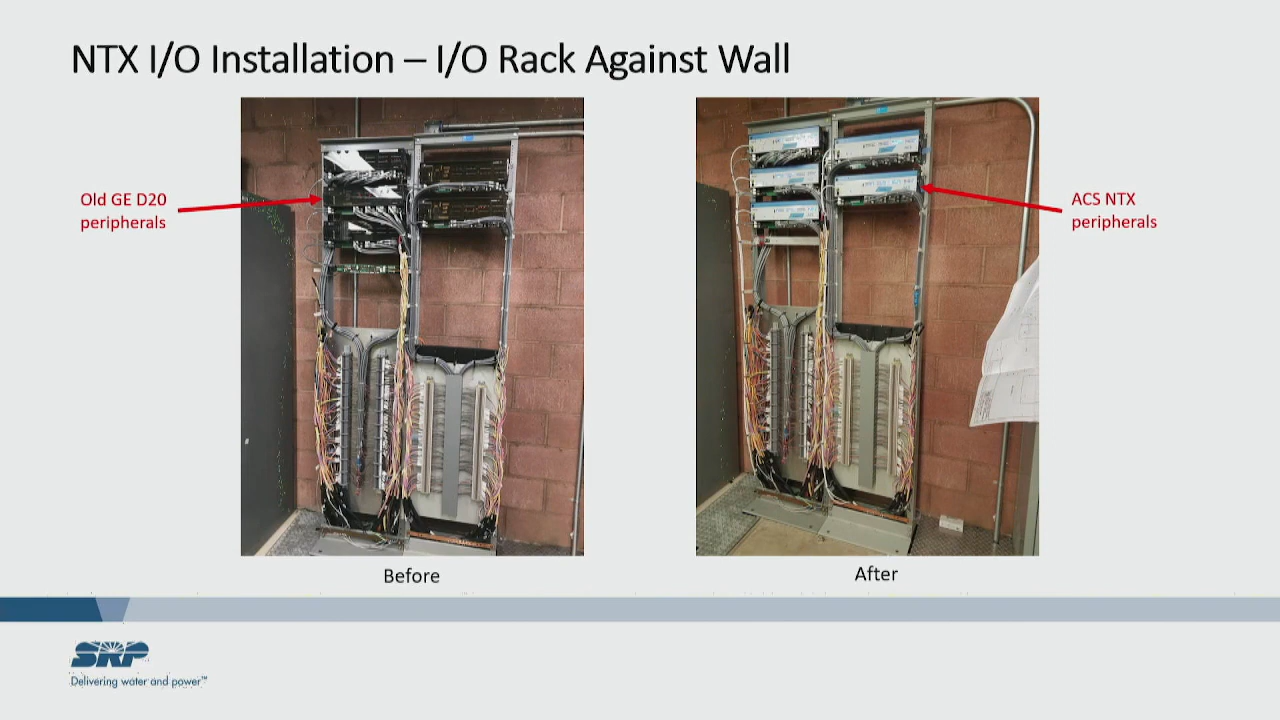 NTX I/O Installation – I/O Rack Against Wall
Old GE D20
peripherals
ACS NTX
peripherals
Before
After
SRP
Delivering water and power™